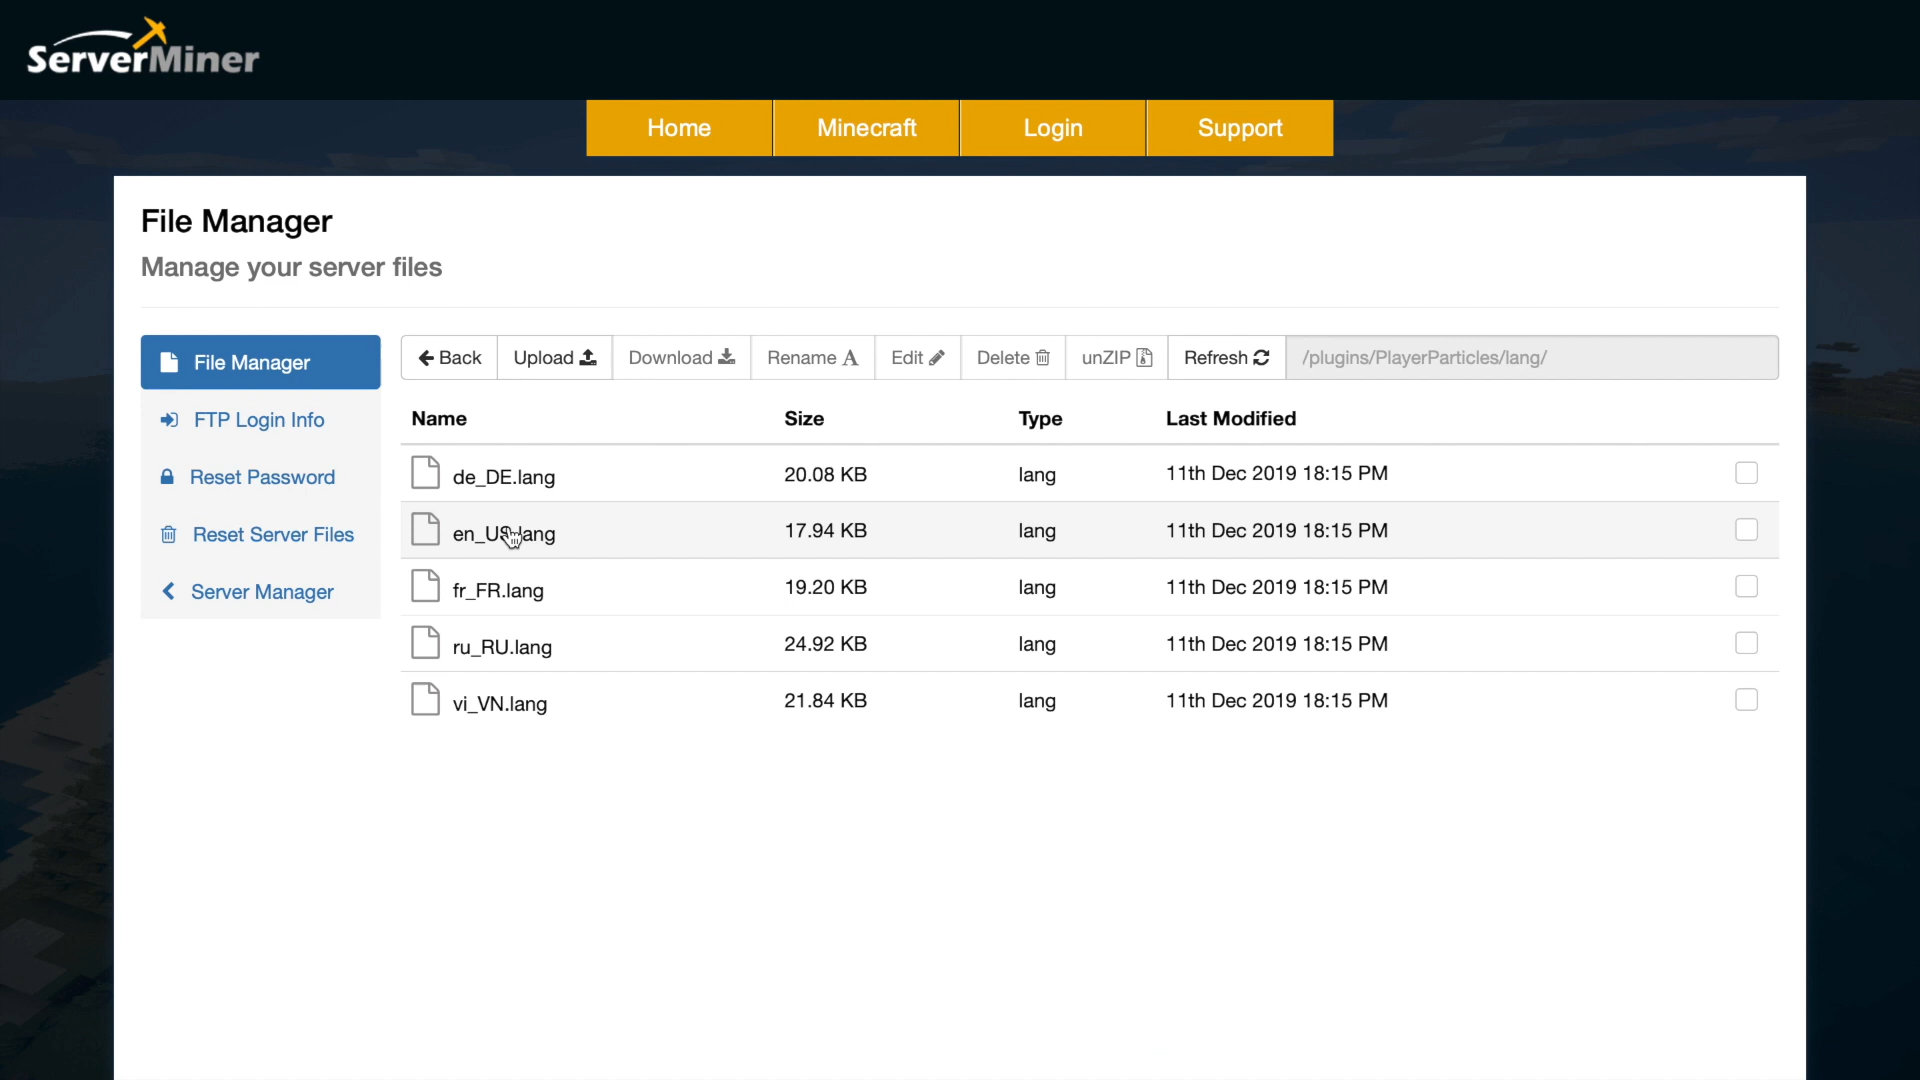 ServerMiner
Home Minecraft Login Support
File Manager
Manage your server files
File Manager
FTP Login Info
Reset Password
Reset Server Files
Server Manager
Back Upload Download Rename A Edit Delete unZIP Refresh /plugins/PlayerParticles/lang/
Name Size Type Last Modified
de_DE.lang 20.08 KB lang 11th Dec 2019 18:15 PM
en_US.lang 17.94 KB lang 11th Dec 2019 18:15 PM
fr_FR.lang 19.20 KB lang 11th Dec 2019 18:15 PM
ru_RU.lang 24.92 KB lang 11th Dec 2019 18:15 PM
vi_VN.lang 21.84 KB lang 11th Dec 2019 18:15 PM